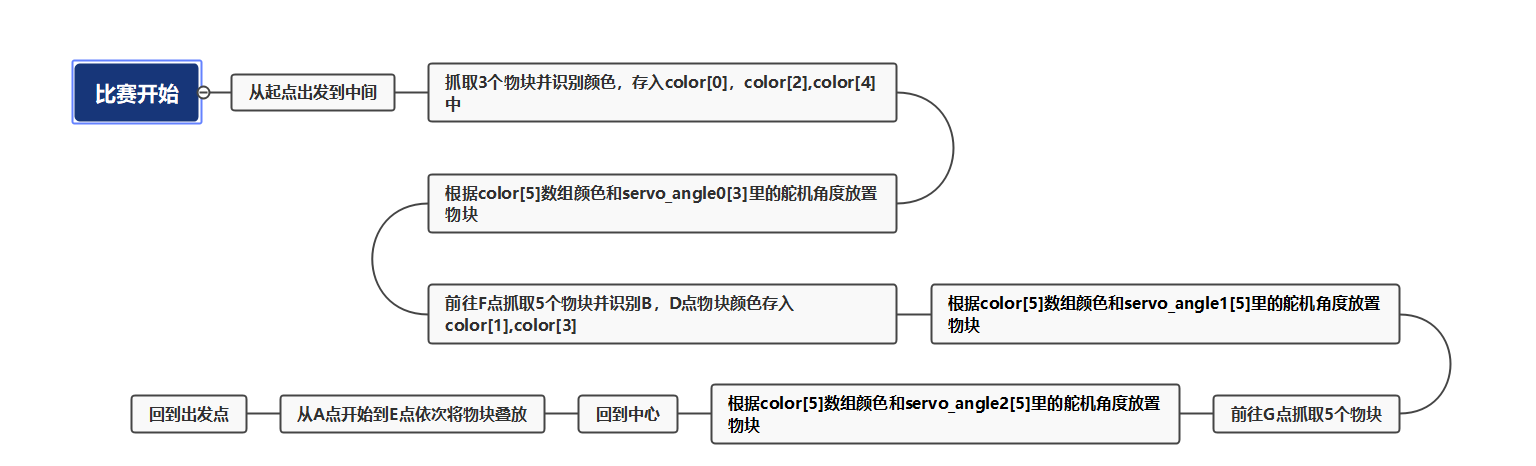 比赛开始
从起点出发到中间
抓取3个物块并识别颜色，存入color[0]，color[2],color[4]
中
根据color[5]数组颜色和servo_angle0[3]里的舵机角度放置
物块
前往F点抓取5个物块并识别B，D点物块颜色存入
color[1],color[3]
根据color[5]数组颜色和servo_angle1[5]里的舵机角度放置
物块
前往G点抓取5个物块
根据color[5]数组颜色和servo_angle2[5]里的舵机角度放置
物块
回到中心
从A点开始到E点依次将物块叠放
回到出发点